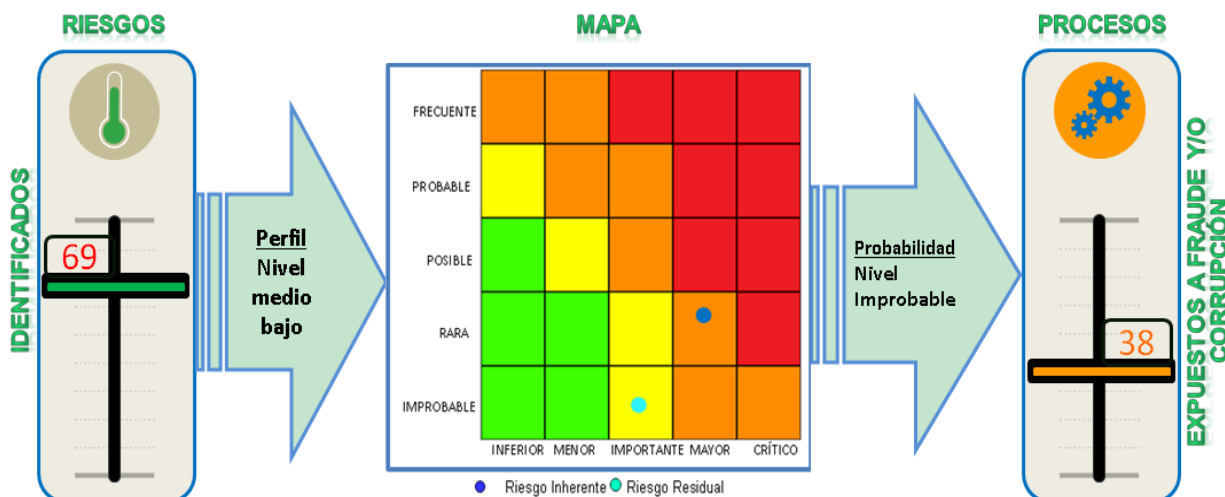 RIESGOS
IDENTIFICADOS
69
Perfil
Nivel
medio
bajo
MAPA
FRECUENTE
PROBABLE
POSIBLE
RARA
IMPROBABLE
INFERIOR MENOR IMPORTANTE MAYOR CRÍTICO
Riesgo Inherente Riesgo Residual
Probabilidad
Nivel
Improbable
PROCESOS
38
EXPUESTOS A FRAUDE Y/O
CORRUPCIÓN